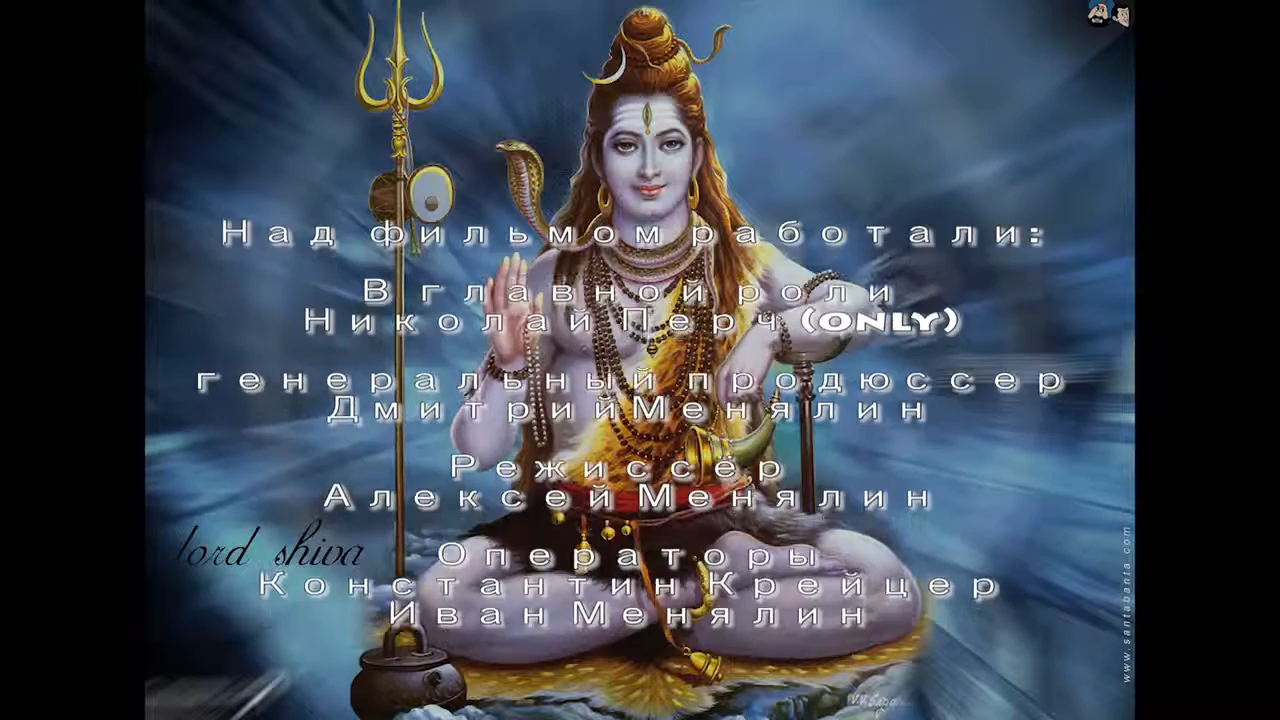 Над фильмом работали:
В главной роли
Николай Перч (ONLY)
генеральный продюссер
Дмитрий Менялин
Режиссёр
Алексей Менялин
lord shiva
Операторы
Константин Крейцер
Иван Менялин
www.santabanta.com